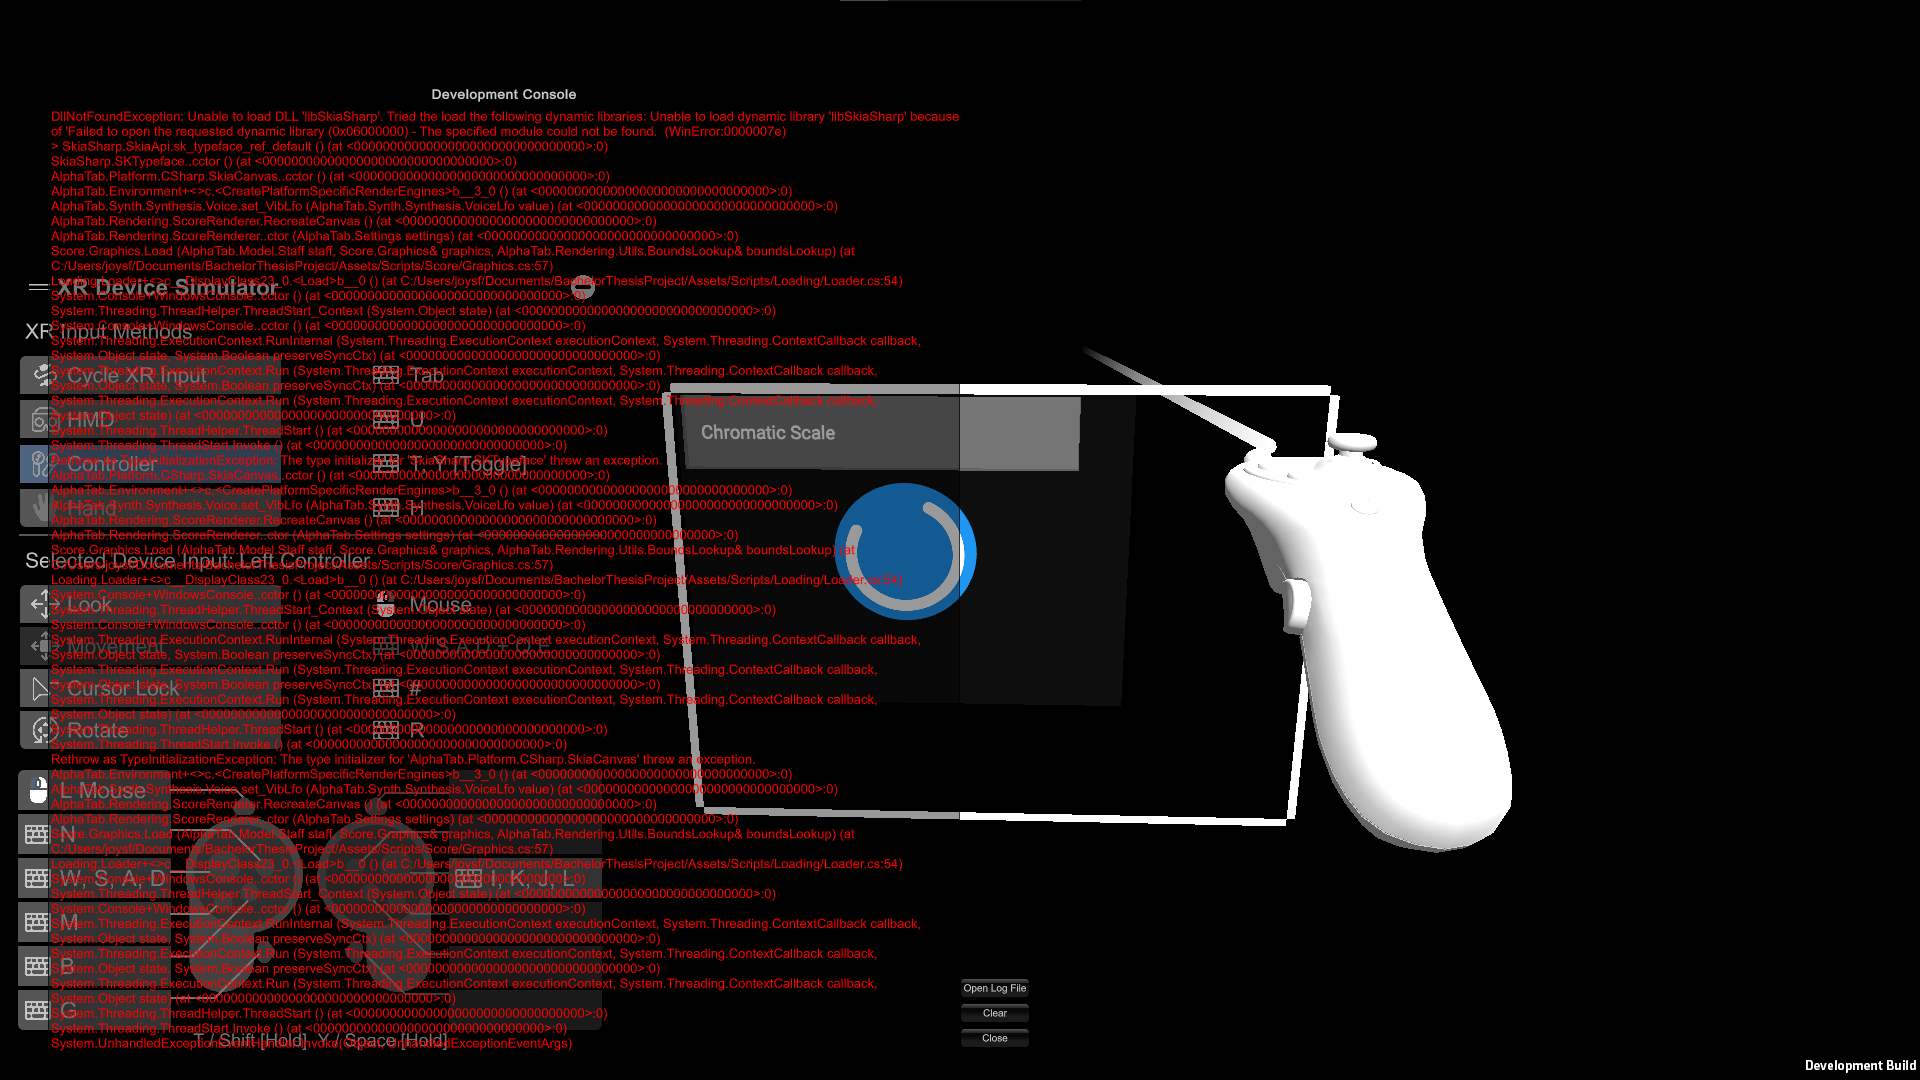 Development Console
DllNotFoundException: Unable to load DLL 'libSkiaSharp'. Tried the load the following dynamic libraries: Unable to load dynamic library 'libSkiaSharp' because
of 'Failed to open the requested dynamic library (0x06000000) - The specified module could not be found. (WinError:0000007e)
> SkiaSharp.SkiaApi.sk_typeface_ref_default () (at <00000000000000000000000000000000>:0)
SkiaSharp.SKTypeface..cctor () (at <00000000000000000000000000000000>:0)
AlphaTab.Platform.CSharp.SkiaCanvas..cctor () (at <00000000000000000000000000000000>:0)
AlphaTab.Environment+<>c.<CreatePlatformSpecificRenderEngines>b__3_0 () (at <00000000000000000000000000000000>:0)
AlphaTab.Synth.Synthesis.Voice.set_VibLfo (AlphaTab.Synth.Synthesis.VoiceLfo value) (at <00000000000000000000000000000000>:0)
AlphaTab.Rendering.ScoreRenderer.RecreateCanvas () (at <00000000000000000000000000000000>:0)
AlphaTab.Rendering.ScoreRenderer..ctor (AlphaTab.Settings settings) (at <00000000000000000000000000000000>:0)
Score.Graphics.Load (AlphaTab.Model.Staff staff, Score.Graphics& graphics, AlphaTab.Rendering.Utils.BoundsLookup& boundsLookup) (at
C:/Users/joysf/Documents/BachelorThesisProject/Assets/Scripts/Score/Graphics.cs:57)
Loading.Loader+<>c__DisplayClass23_0.<Load>b__0 () (at C:/Users/joysf/Documents/BachelorThesisProject/Assets/Scripts/Loading/Loader.cs:54)
XR Device Simulator
System.Console+WindowsConsole..cctor () (at <00000000000000000000000000000000>:0)
System.Threading.ThreadHelper.ThreadStart_Context (System.Object state) (at <00000000000000000000000000000000>:0)
System.Console+WindowsConsole..cctor () (at <00000000000000000000000000000000>:0)
XR Input Methods
System.Threading.ExecutionContext.RunInternal (System.Threading.ExecutionContext executionContext, System.Threading.ContextCallback callback,
System.Object state, System.Boolean preserveSyncCtx) (at <00000000000000000000000000000000>:0)
System.Threading.ExecutionContext.Run (System.Threading.ExecutionContext executionContext, System.Threading.ContextCallback callback,
Cycle XR Input Tab
System.Object state, System.Boolean preserveSyncCtx) (at <00000000000000000000000000000000>:0)
System.Threading.ExecutionContext.Run (System.Threading.ExecutionContext executionContext, System.Threading.ContextCallback callback,
System.Object state) (at <00000000000000000000000000000000>:0)
HMD U
System.Threading.ThreadHelper.ThreadStart () (at <00000000000000000000000000000000>:0)
Chromatic Scale
System.Threading.ThreadStart.Invoke () (at <00000000000000000000000000000000>:0)
Rethrow as TypeInitializationException: The type initializer for 'SkiaSharp.SKTypeface' threw an exception.
Controller T, Y [Toggle]
AlphaTab.Platform.CSharp.SkiaCanvas..cctor () (at <00000000000000000000000000000000>:0)
AlphaTab.Environment+<>c.<CreatePlatformSpecificRenderEngines>b__3_0 () (at <00000000000000000000000000000000>:0)
AlphaTab.Synth.Synthesis.Voice.set_VibLfo (AlphaTab.Synth.Synthesis.VoiceLfo value) (at <00000000000000000000000000000000>:0)
Hand H
AlphaTab.Rendering.ScoreRenderer.RecreateCanvas () (at <00000000000000000000000000000000>:0)
AlphaTab.Rendering.ScoreRenderer..ctor (AlphaTab.Settings settings) (at <00000000000000000000000000000000>:0)
Score.Graphics.Load (AlphaTab.Model.Staff staff, Score.Graphics& graphics, AlphaTab.Rendering.Utils.BoundsLookup& boundsLookup) (at
Selected Device Input: Left Controller
C:/Users/joysf/Documents/BachelorThesisProject/Assets/Scripts/Score/Graphics.cs:57)
Loading.Loader+<>c__DisplayClass23_0.<Load>b__0 () (at C:/Users/joysf/Documents/BachelorThesisProject/Assets/Scripts/Loading/Loader.cs:54)
System.Console+WindowsConsole..cctor () (at <00000000000000000000000000000000>:0)
Look Mouse
System.Threading.ThreadHelper.ThreadStart_Context (System.Object state) (at <00000000000000000000000000000000>:0)
System.Console+WindowsConsole..cctor () (at <00000000000000000000000000000000>:0)
System.Threading.ExecutionContext.RunInternal (System.Threading.ExecutionContext executionContext, System.Threading.ContextCallback callback,
Movement W,S,A,D + Q,E
System.Object state, System.Boolean preserveSyncCtx) (at <00000000000000000000000000000000>:0)
System.Threading.ExecutionContext.Run (System.Threading.ExecutionContext executionContext, System.Threading.ContextCallback callback,
System.Object state, System.Boolean preserveSyncCtx) (at <00000000000000000000000000000000>:0)
Cursor Lock #
System.Threading.ExecutionContext.Run (System.Threading.ExecutionContext executionContext, System.Threading.ContextCallback callback,
System.Object state) (at <00000000000000000000000000000000>:0)
System.Threading.ThreadHelper.ThreadStart () (at <00000000000000000000000000000000>:0)
Rotate R
System.Threading.ThreadStart.Invoke () (at <00000000000000000000000000000000>:0)
Rethrow as TypeInitializationException: The type initializer for 'AlphaTab.Platform.CSharp.SkiaCanvas' threw an exception.
AlphaTab.Environment+<>c.<CreatePlatformSpecificRenderEngines>b__3_0 () (at <00000000000000000000000000000000>:0)
AlphaTab.Synth.Synthesis.Voice.set_VibLfo (AlphaTab.Synth.Synthesis.VoiceLfo value) (at <00000000000000000000000000000000>:0)
L Mouse
AlphaTab.Rendering.ScoreRenderer.RecreateCanvas () (at <00000000000000000000000000000000>:0)
AlphaTab.Rendering.ScoreRenderer..ctor (AlphaTab.Settings settings) (at <00000000000000000000000000000000>:0)
Score.Graphics.Load (AlphaTab.Model.Staff staff, Score.Graphics& graphics, AlphaTab.Rendering.Utils.BoundsLookup& boundsLookup) (at
N
C:/Users/joysf/Documents/BachelorThesisProject/Assets/Scripts/Score/Graphics.cs:57)
Loading.Loader+<>c__DisplayClass23_0.<Load>b__0 () (at C:/Users/joysf/Documents/BachelorThesisProject/Assets/Scripts/Loading/Loader.cs:54)
System.Console+WindowsConsole..cctor () (at <00000000000000000000000000000000>:0)
W, S, A, D I, K, J, L
System.Threading.ThreadHelper.ThreadStart_Context (System.Object state) (at <00000000000000000000000000000000>:0)
System.Console+WindowsConsole..cctor () (at <00000000000000000000000000000000>:0)
System.Threading.ExecutionContext.RunInternal (System.Threading.ExecutionContext executionContext, System.Threading.ContextCallback callback,
M
System.Object state, System.Boolean preserveSyncCtx) (at <00000000000000000000000000000000>:0)
System.Threading.ExecutionContext.Run (System.Threading.ExecutionContext executionContext, System.Threading.ContextCallback callback,
System.Object state, System.Boolean preserveSyncCtx) (at <00000000000000000000000000000000>:0)
B
System.Threading.ExecutionContext.Run (System.Threading.ExecutionContext executionContext, System.Threading.ContextCallback callback,
Open Log File
System.Object state) (at <00000000000000000000000000000000>:0)
G
System.Threading.ThreadHelper.ThreadStart () (at <00000000000000000000000000000000>:0)
Clear
System.Threading.ThreadStart.Invoke () (at <00000000000000000000000000000000>:0)
T / Shift [Hold] Y / Space [Hold]
Close
System.UnhandledExceptionEventHandler:Invoke(Object, UnhandledExceptionEventArgs)
Development Build